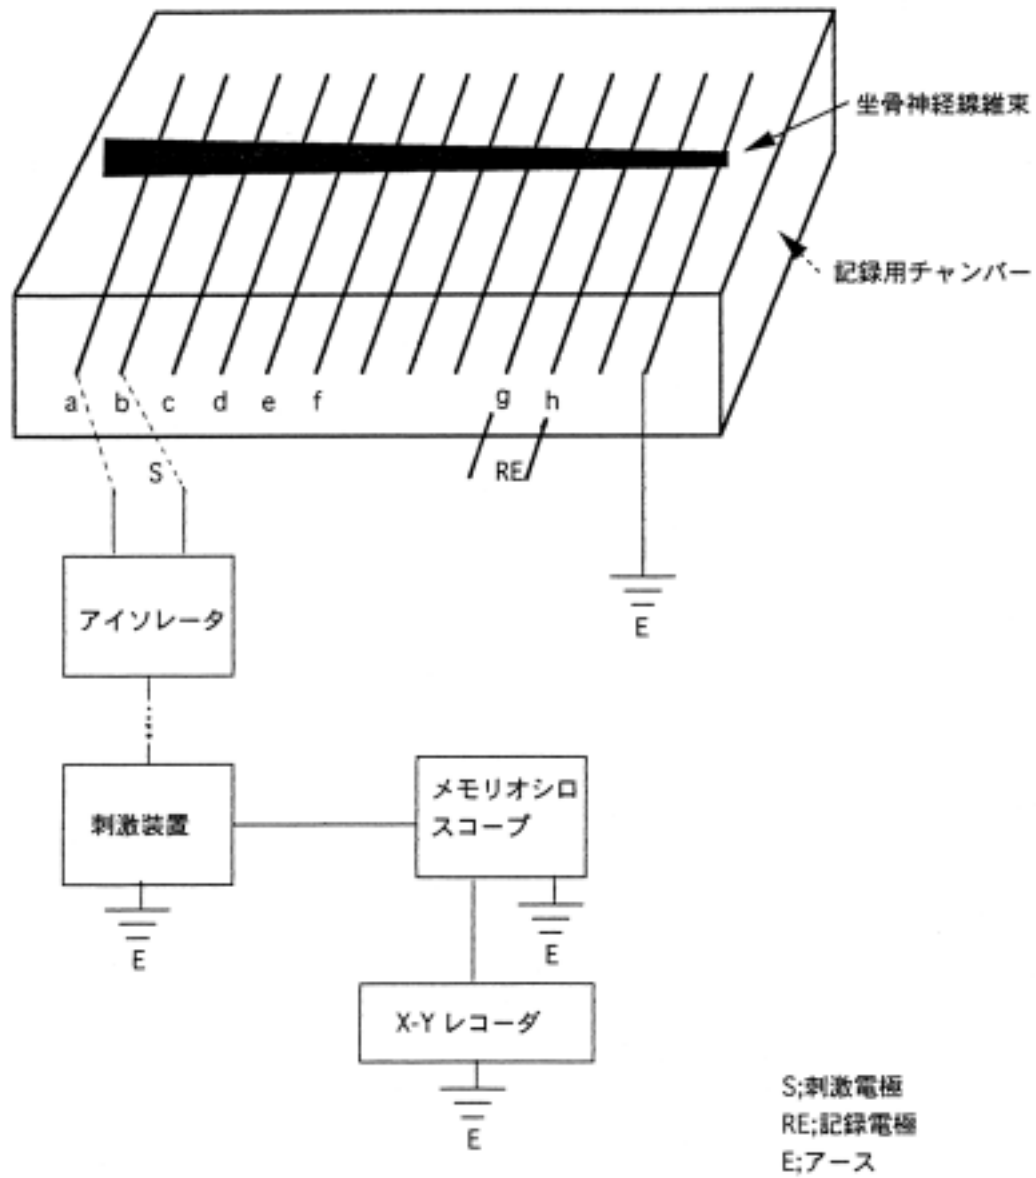 坐骨神経線維束
記録用チャンバー
a b c d e f g h
S
RE
アイソレータ
E
刺激装置
メモリオシロ
スコープ
E
E
X-Y レコーダ
E
S;刺激電極
RE;記録電極
E;アース